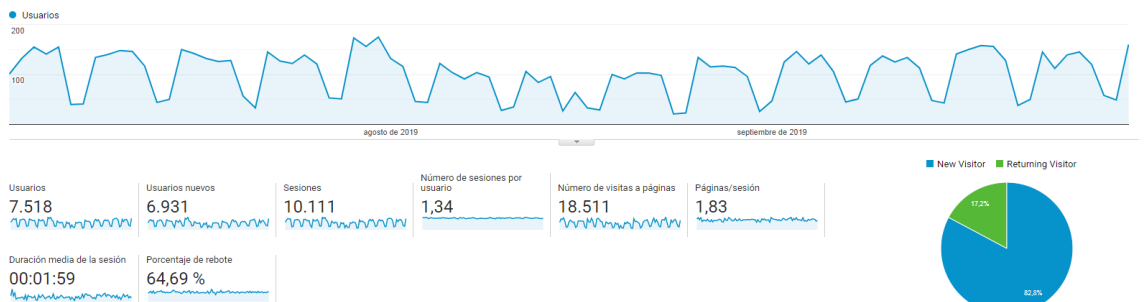 Usuarios
200
100
agosto de 2019
septiembre de 2019
New Visitor
Returning Visitor
Usuarios
7.518
Usuarios nuevos
6.931
Sesiones
10.111
Número de sesiones por
usuario
1,34
Número de visitas a páginas
18.511
Páginas/sesión
1,83
17,2%
82,8%
Duración media de la sesión
00:01:59
Porcentaje de rebote
64,69 %